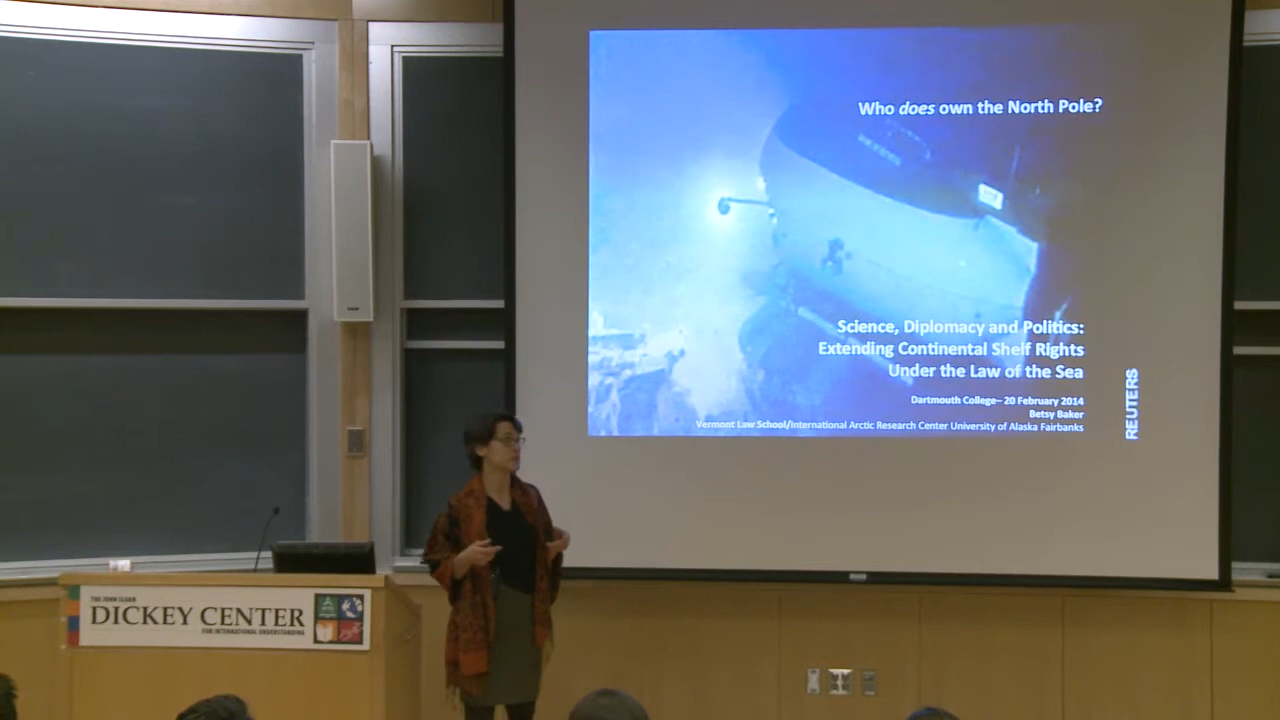 Who does own the North Pole?
Science, Diplomacy and Politics:
Extending Continental Shelf Rights
Under the Law of the Sea
Dartmouth College– 20 February 2014
Betsy Baker
Vermont Law School/International Arctic Research Center University of Alaska Fairbanks
REUTERS
THE JOHN SLOAN
DICKEY CENTER
FOR INTERNATIONAL UNDERSTANDING